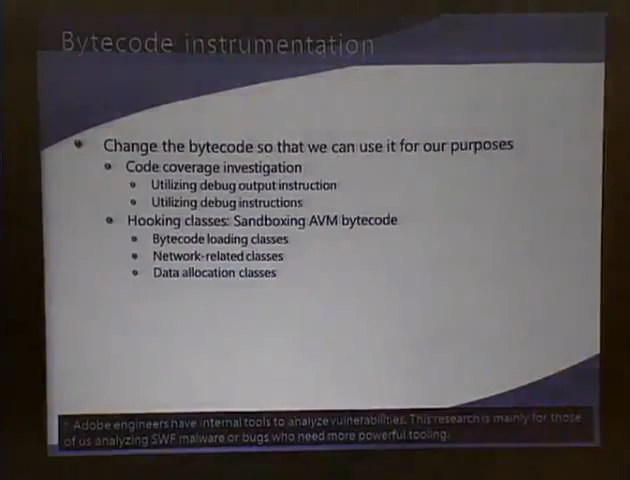 Bytecode instrumentation
Change the bytecode so that we can use it for our purposes
Code coverage investigation
Utilizing debug output instruction
Utilizing debug instructions
Hooking classes: Sandboxing AVM bytecode
Bytecode loading classes
Network-related classes
Data allocation classes
* Adobe engineers have internal tools to analyze vulnerabilities. This research is mainly for those
of us analyzing SWF malware or bugs who need more powerful tooling.